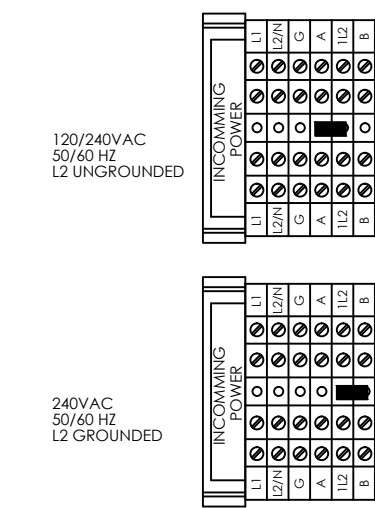 L1 L2/N G A 1L2 B
INCOMMING
POWER
120/240VAC
50/60 HZ
L2 UNGROUNDED
L1 L2/N G A 1L2 B
L1 L2/N G A 1L2 B
INCOMMING
POWER
240VAC
50/60 HZ
L2 GROUNDED
L1 L2/N G A 1L2 B